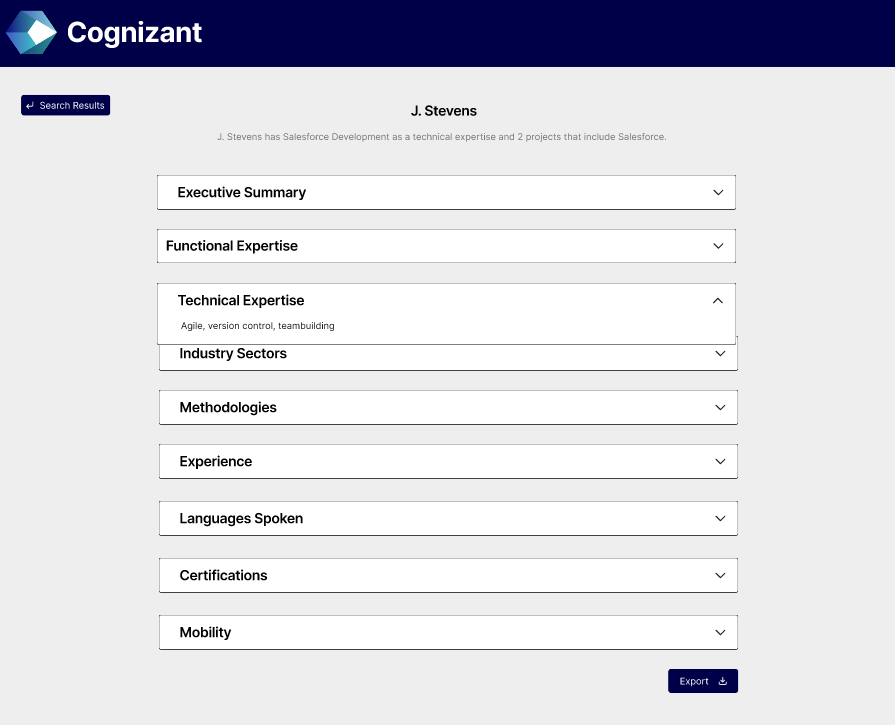 Cognizant
Search Results
J. Stevens
J. Stevens has Salesforce Development as a technical expertise and 2 projects that include Salesforce.
Executive Summary
Functional Expertise
Technical Expertise
Agile, version control, teambuilding
Industry Sectors
Methodologies
Experience
Languages Spoken
Certifications
Mobility
Export